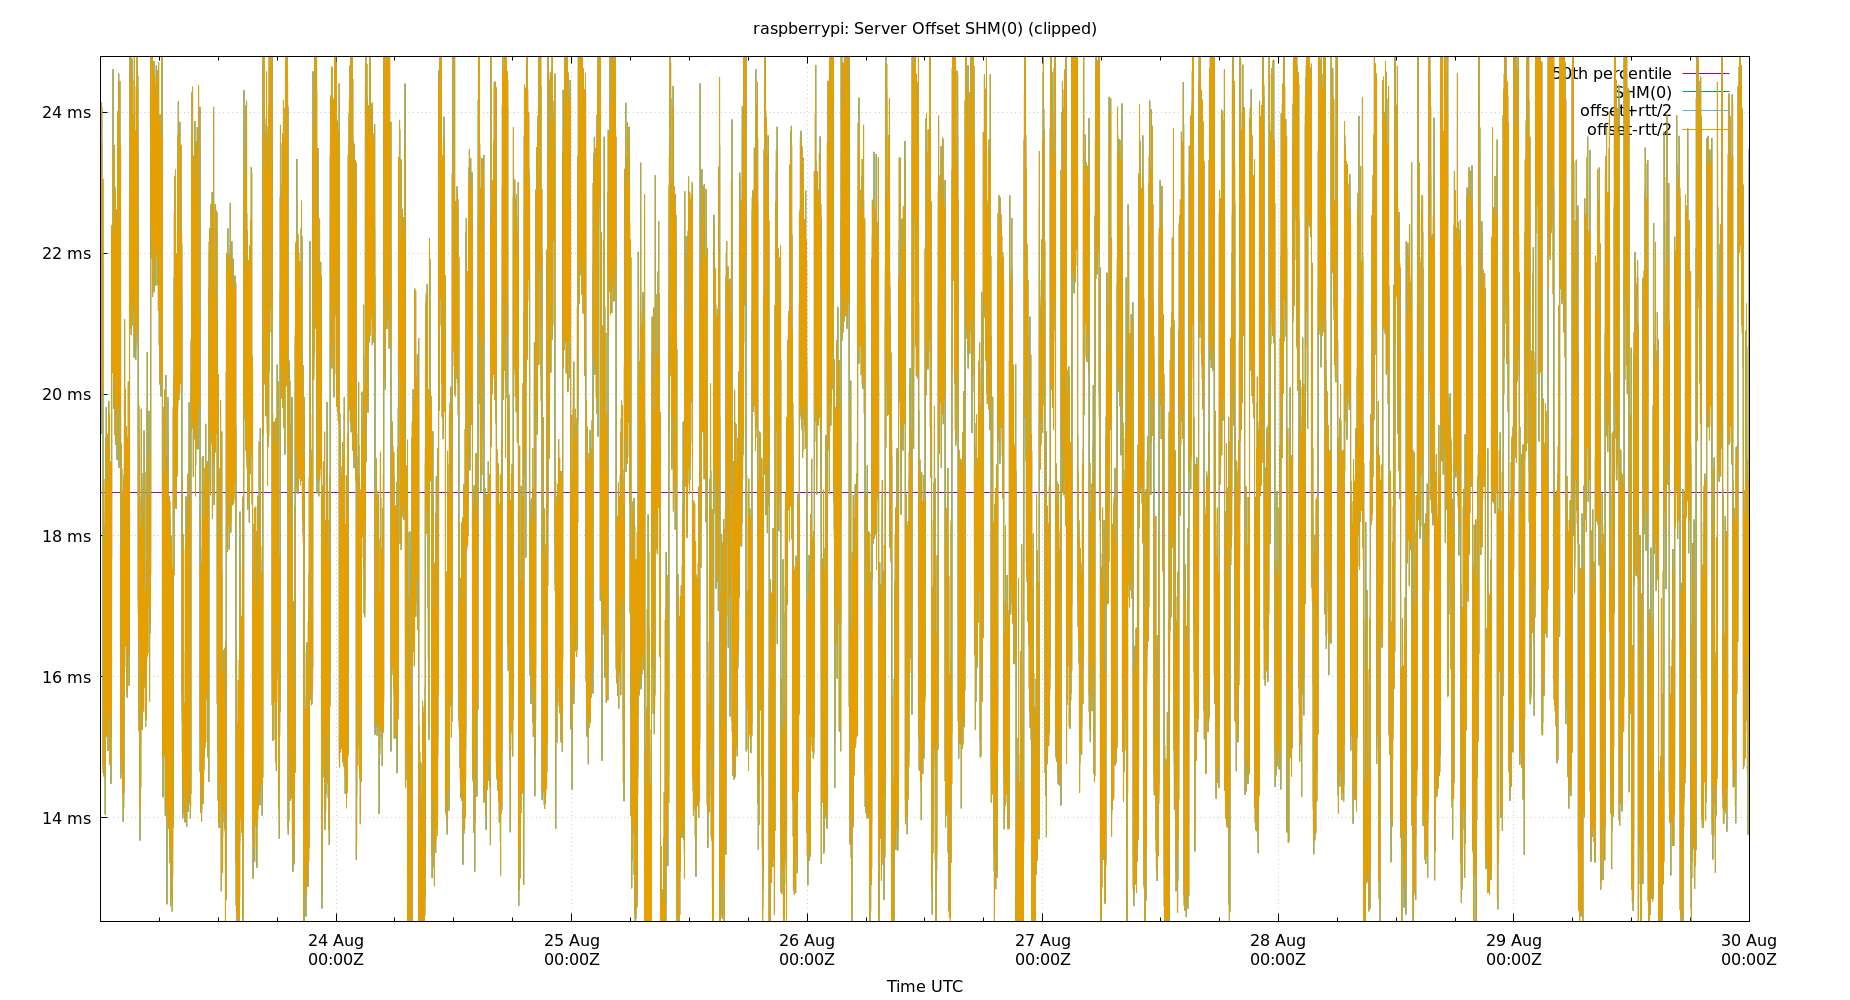 raspberrypi: Server Offset SHM(0) (clipped)
50th percentile
SHM(0)
offset+rtt/2
offset-rtt/2
24 ms
22 ms
20 ms
18 ms
16 ms
14 ms
24 Aug
00:00Z
25 Aug
00:00Z
26 Aug
00:00Z
27 Aug
00:00Z
28 Aug
00:00Z
29 Aug
00:00Z
30 Aug
00:00Z
Time UTC